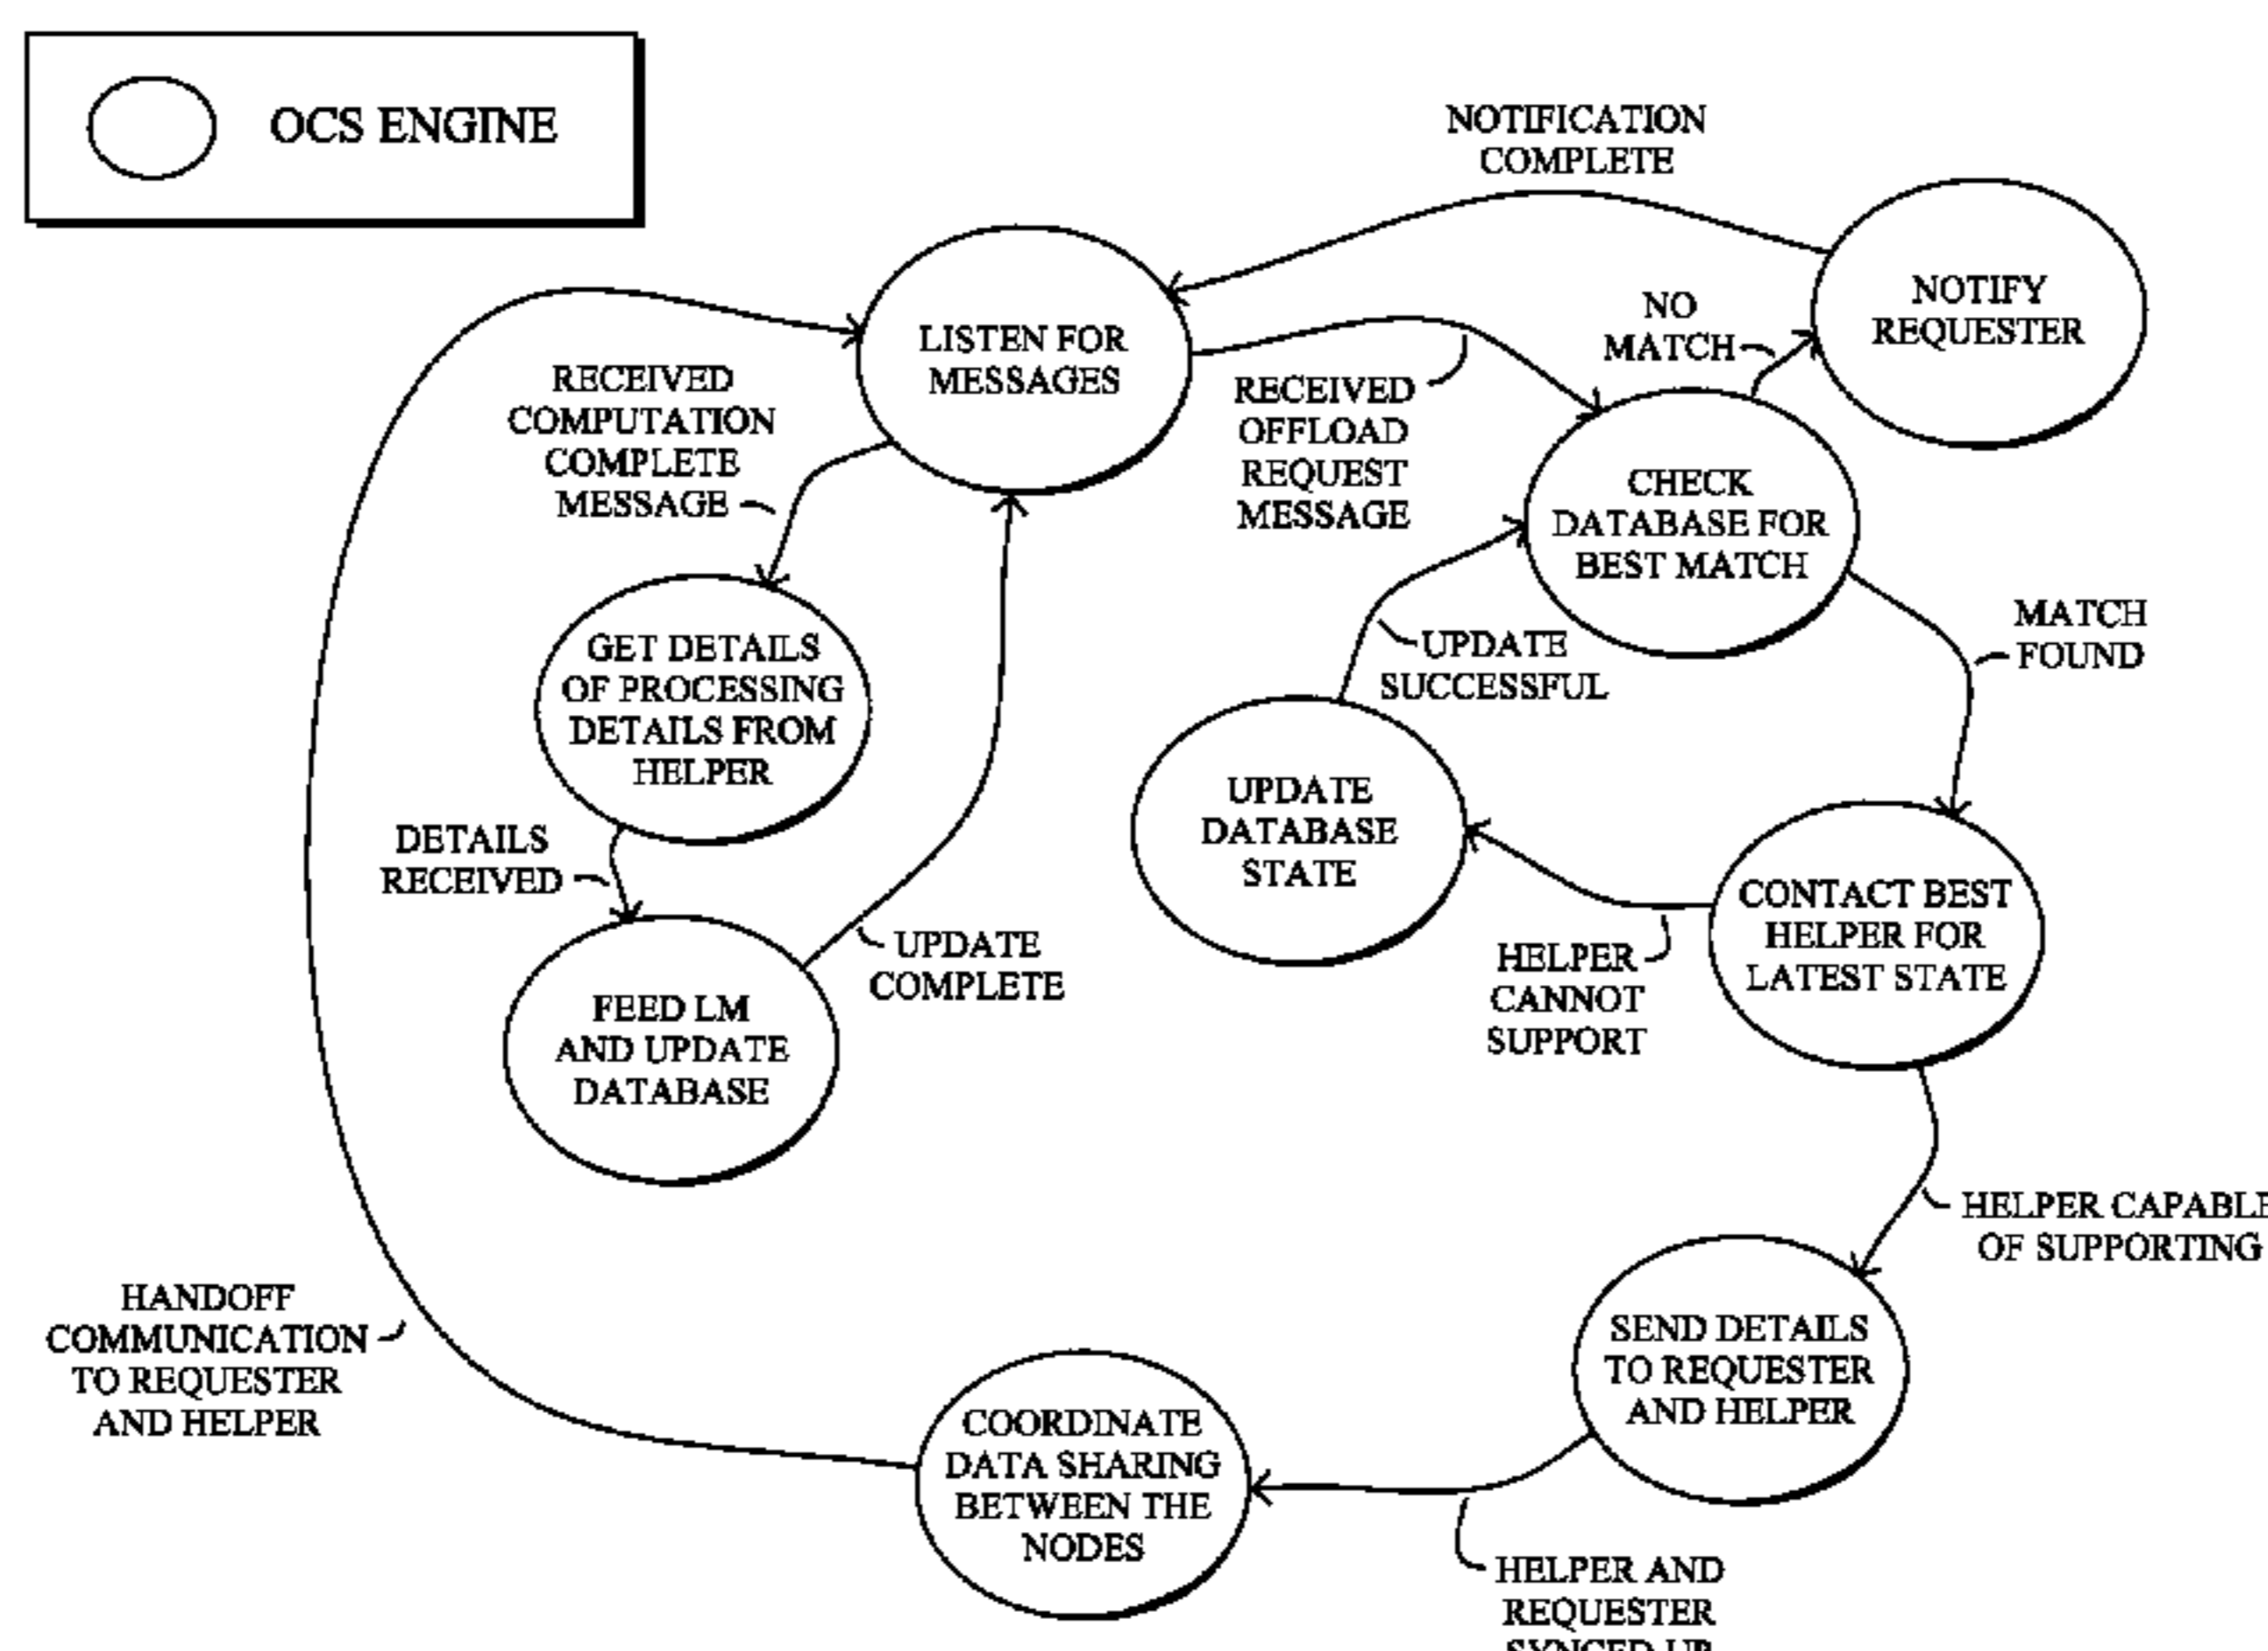 OCS ENGINE
NOTIFICATION
COMPLETE
NOTIFY
REQUESTER
NO
MATCH
LISTEN FOR
MESSAGES
RECEIVED
COMPUTATION
COMPLETE
MESSAGE
RECEIVED
OFFLOAD
REQUEST
MESSAGE
CHECK
DATABASE FOR
BEST MATCH
MATCH
FOUND
GET DETAILS
OF PROCESSING
DETAILS FROM
HELPER
UPDATE
SUCCESSFUL
UPDATE
DATABASE
STATE
DETAILS
RECEIVED
UPDATE
COMPLETE
CONTACT BEST
HELPER FOR
LATEST STATE
HELPER
CANNOT
SUPPORT
FEED LM
AND UPDATE
DATABASE
HELPER CAPABLE
OF SUPPORTING
HANDOFF
COMMUNICATION
TO REQUESTER
AND HELPER
SEND DETAILS
TO REQUESTER
AND HELPER
COORDINATE
DATA SHARING
BETWEEN THE
NODES
HELPER AND
REQUESTER
SYNCED UP